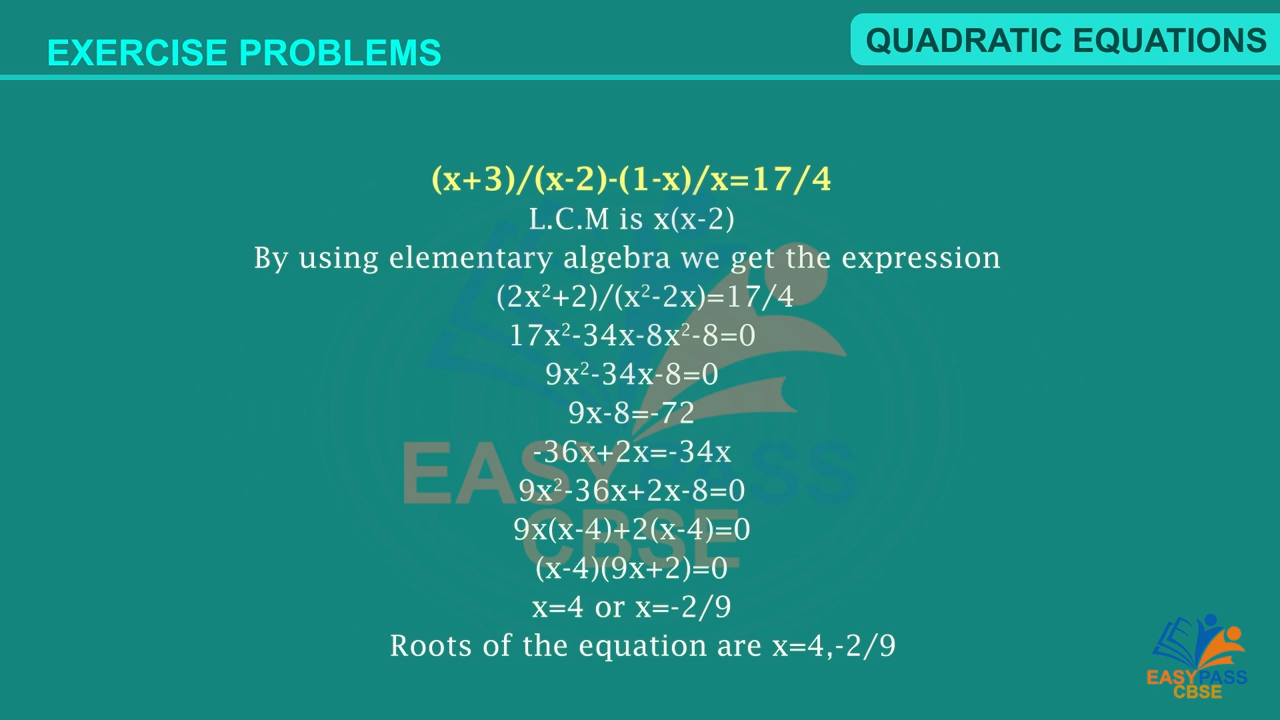 EXERCISE PROBLEMS
QUADRATIC EQUATIONS
(x+3)/(x-2)-(1-x)/x=17/4
L.C.M is x(x-2)
By using elementary algebra we get the expression
(2x²+2)/(x²-2x)=17/4
17x²-34x-8x²-8=0
9x²-34x-8=0
9x-8=-72
-36x+2x=-34x
9x²-36x+2x-8=0
9x(x-4)+2(x-4)=0
(x-4)(9x+2)=0
x=4 or x=-2/9
Roots of the equation are x=4,-2/9
EASYPASS
CBSE
EASYPASS
CBSE